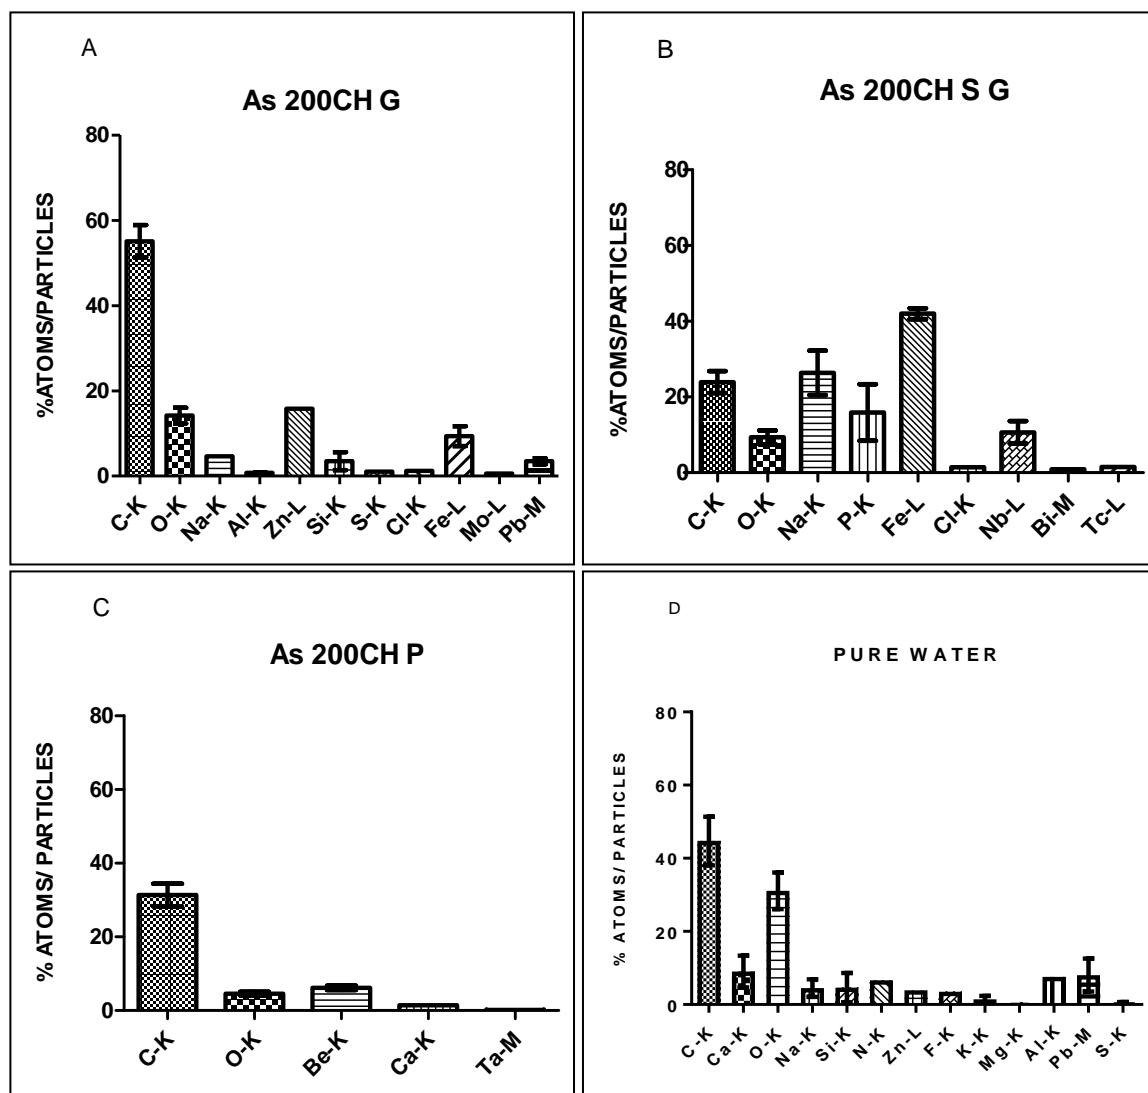 A
As 200CH G
%ATOMS/PARTICLES
80
60
40
20
0
C-K O-K Na-K Al-K Zn-L Si-K S-K Cl-K Fe-L Mo-L Pb-M
B
As 200CH S G
%ATOMS/PARTICLES
80
60
40
20
0
C-K O-K Na-K P-K Fe-L Cl-K Nb-L Bi-M Tc-L
C
As 200CH P
% ATOMS/ PARTICLES
80
60
40
20
0
C-K O-K Be-K Ca-K Ta-M
D
PURE WATER
% ATOMS/ PARTICLES
80
60
40
20
0
C-K Ca-K O-K Na-K Si-K N-K Zn-L F-K K-K Mg-K Al-K Pb-M S-K